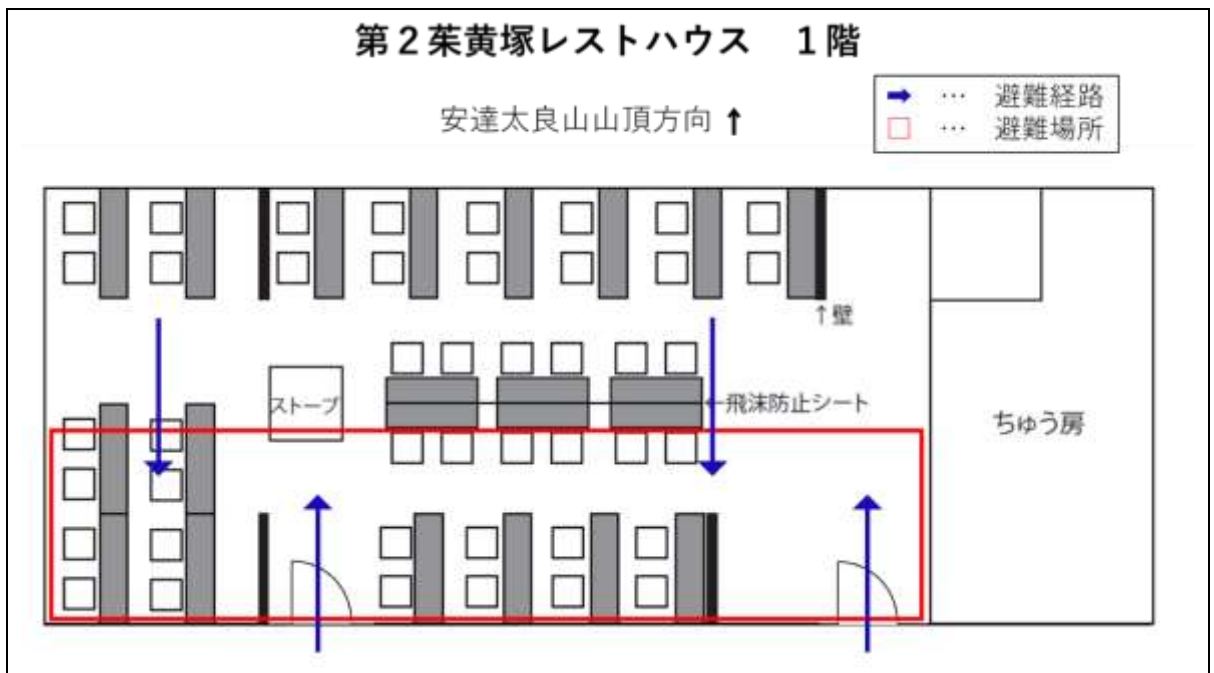 第２茱黄塚レストハウス　１階
安達太良山山頂方向 ↑
➡ … 避難経路
□ … 避難場所
↑壁
ストーブ
←飛沫防止シート
ちゅう房